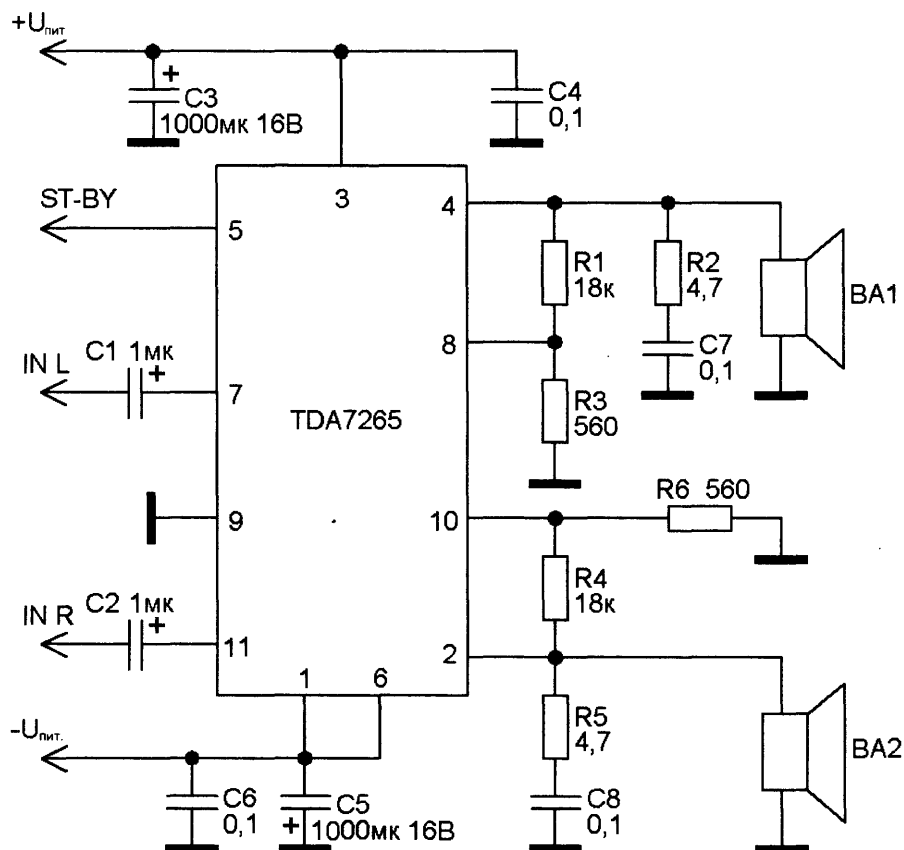 +Uпит
+
C3
1000мк 16В
C4
0,1
3
ST-BY
5
4
R1
18к
R2
4,7
BA1
IN L
C1 1мк
+
7
8
C7
0,1
TDA7265
R3
560
9
10
R6 560
IN R
C2 1мк
+
11
R4
18к
2
1
6
-Uпит.
R5
4,7
BA2
C6
0,1
+
C5
1000мк 16В
C8
0,1